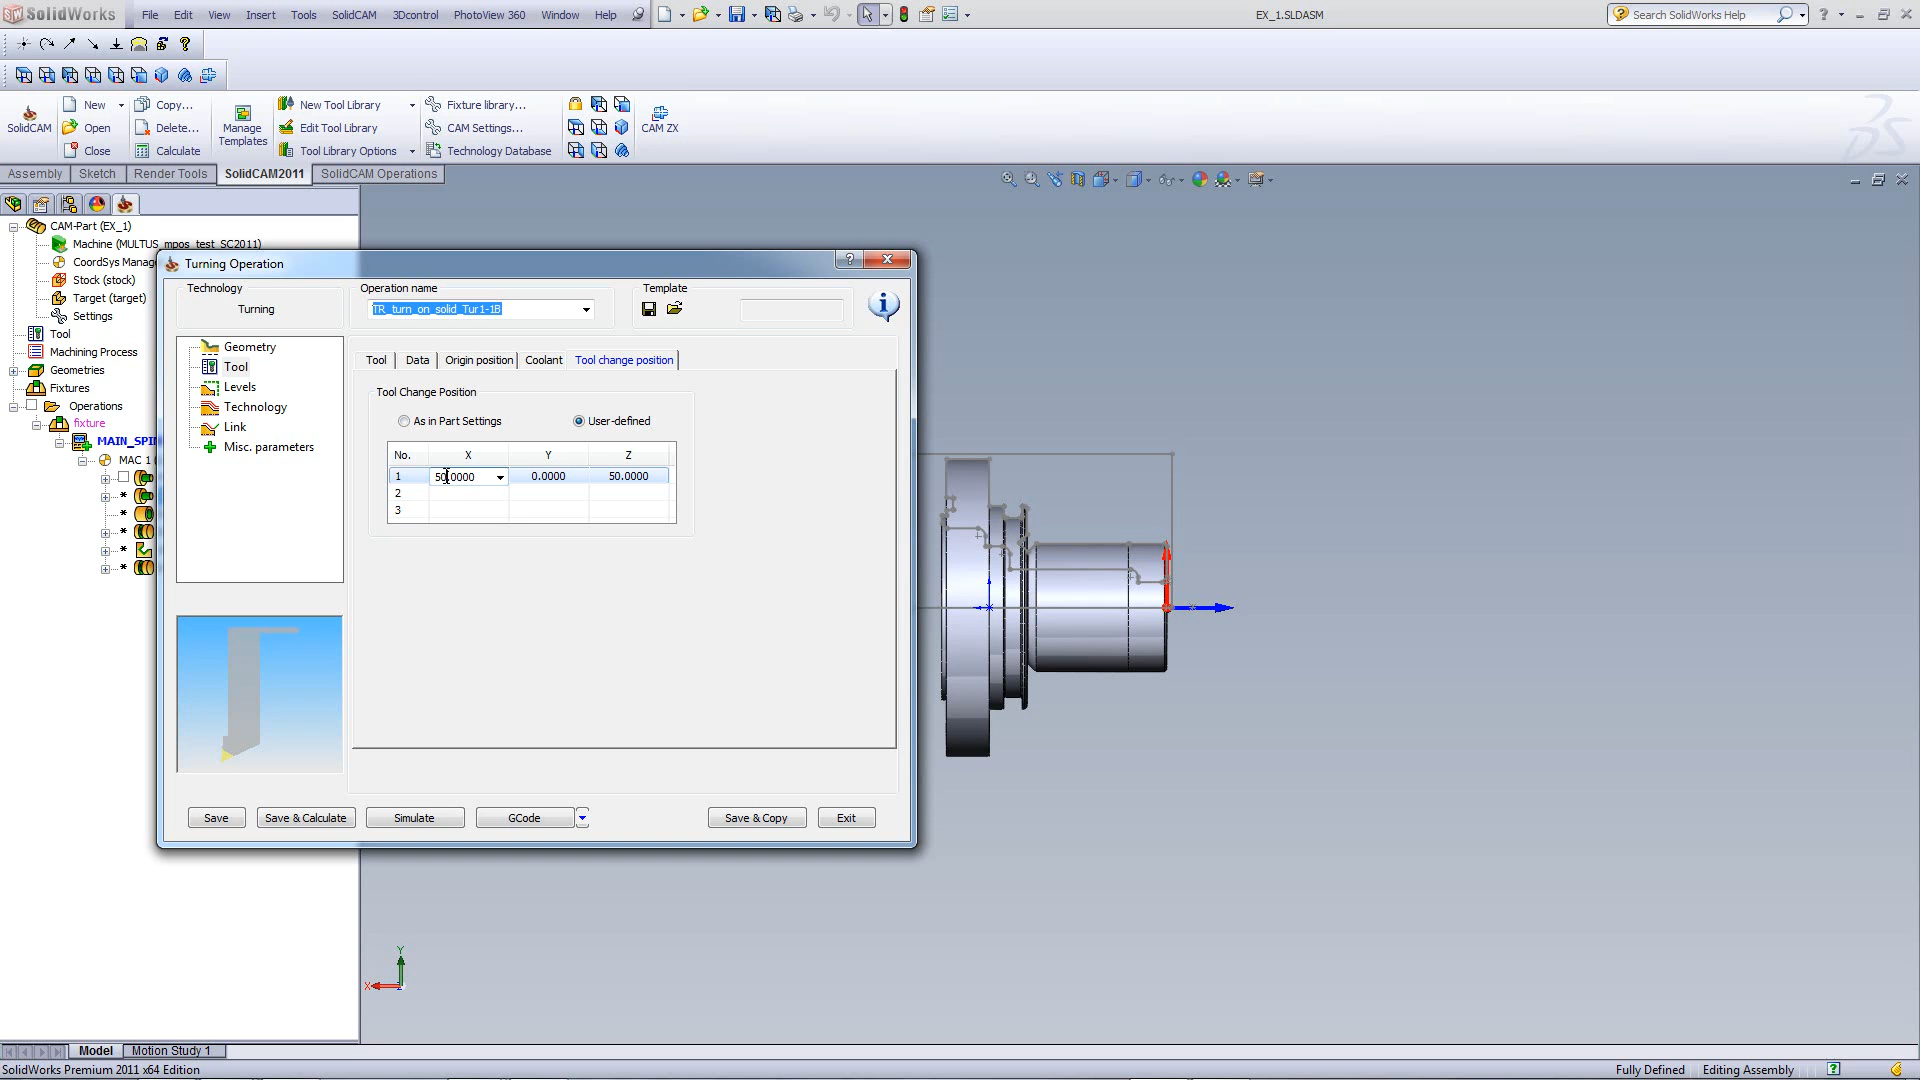 SolidWorks File Edit View Insert Tools SolidCAM 3Dcontrol PhotoView 360 Window Help EX_1.SLDASM Search SolidWorks Help
SolidCAM
New
Open
Close
Copy...
Delete...
Calculate
Manage
Templates
New Tool Library
Edit Tool Library
Tool Library Options
Fixture library...
CAM Settings...
Technology Database
CAM ZX
Assembly Sketch Render Tools SolidCAM2011 SolidCAM Operations
CAM-Part (EX_1)
Machine (MULTUS_mpos_test_SC2011)
CoordSys Manag
Stock (stock)
Target (target)
Settings
Tool
Machining Process
Geometries
Fixtures
Operations
fixture
MAIN_SPI
MAC 1
Turning Operation
Technology
Turning
Operation name
TR_turn_on_solid_Tur1-1B
Template
Geometry
Tool
Levels
Technology
Link
Misc. parameters
Tool Data Origin position Coolant Tool change position
Tool Change Position
As in Part Settings User-defined
No. X Y Z
1 50.0000 0.0000 50.0000
2
3
Save Save & Calculate Simulate GCode Save & Copy Exit
Y
X
Model Motion Study 1
SolidWorks Premium 2011 x64 Edition Fully Defined Editing Assembly